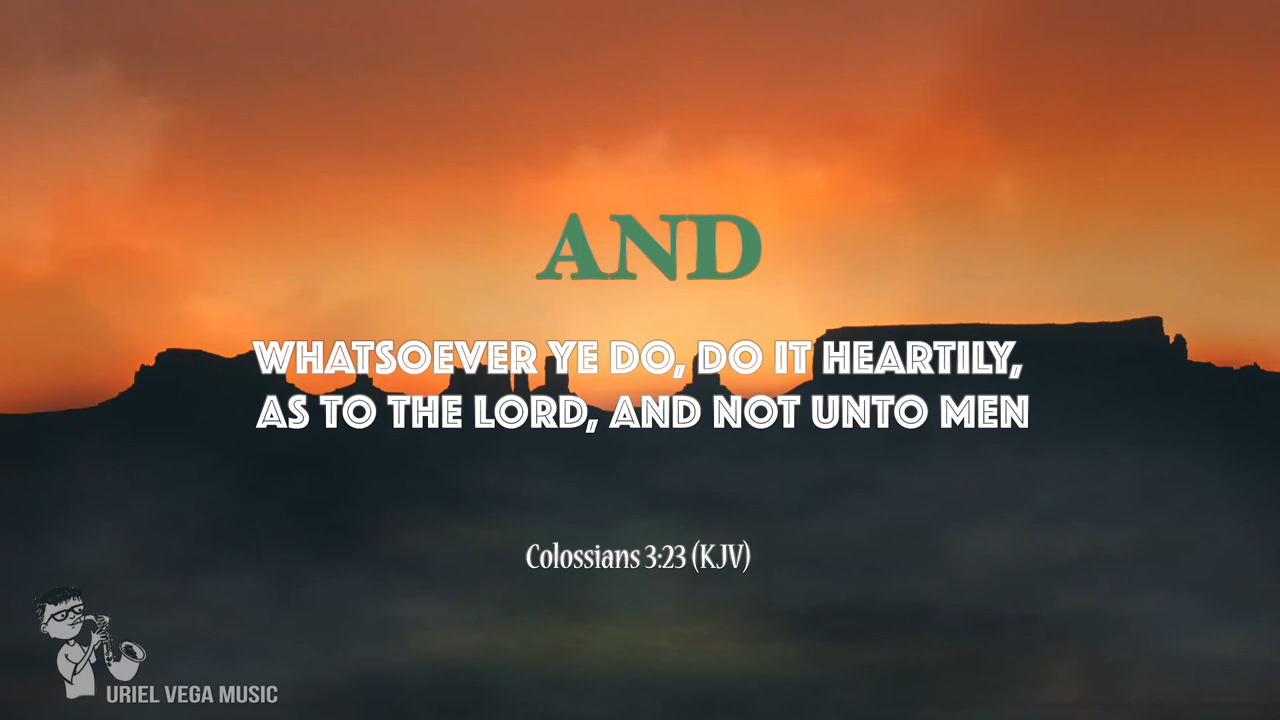 AND
WHATSOEVER YE DO, DO IT HEARTILY,
AS TO THE LORD, AND NOT UNTO MEN
Colossians 3:23 (KJV)
URIEL VEGA MUSIC